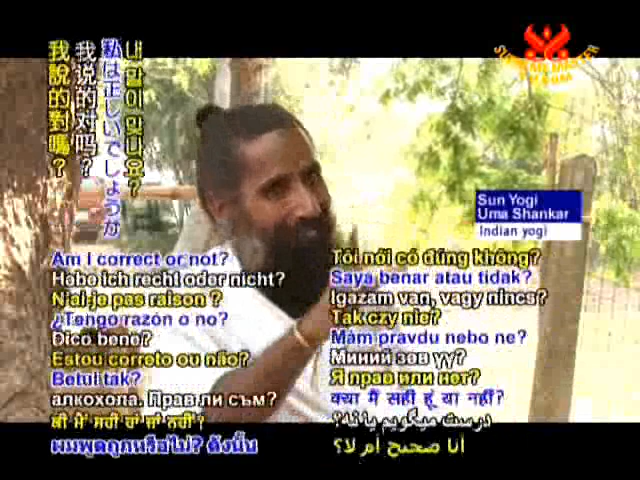 我說的對嗎?
我说的对吗?
私は正しいでしょうか
내 말이 맞나요?
SUPREME MASTER
Sun Yogi
Uma Shankar
Indian yogi
Am I correct or not?
Habe ich recht oder nicht?
N'ai-je pas raison ?
¿Tengo razón o no?
Dico bene?
Estou correto ou não?
Betul tak?
алкохола. Прав ли съм?
ਕੀ ਮੈਂ ਸਹੀ ਹਾਂ ਜਾਂ ਨਹੀਂ?
ผมพูดถูกหรือไม่? ดังนั้น
Tôi nói có đúng không?
Saya benar atau tidak?
Igazam van, vagy nincs?
Tak czy nie?
Mám pravdu nebo ne?
Миний зөв үү?
Я прав или нет?
क्या मैं सही हूं या नहीं?
درست میگویم یا نه؟
أنا صحيح أم لا؟